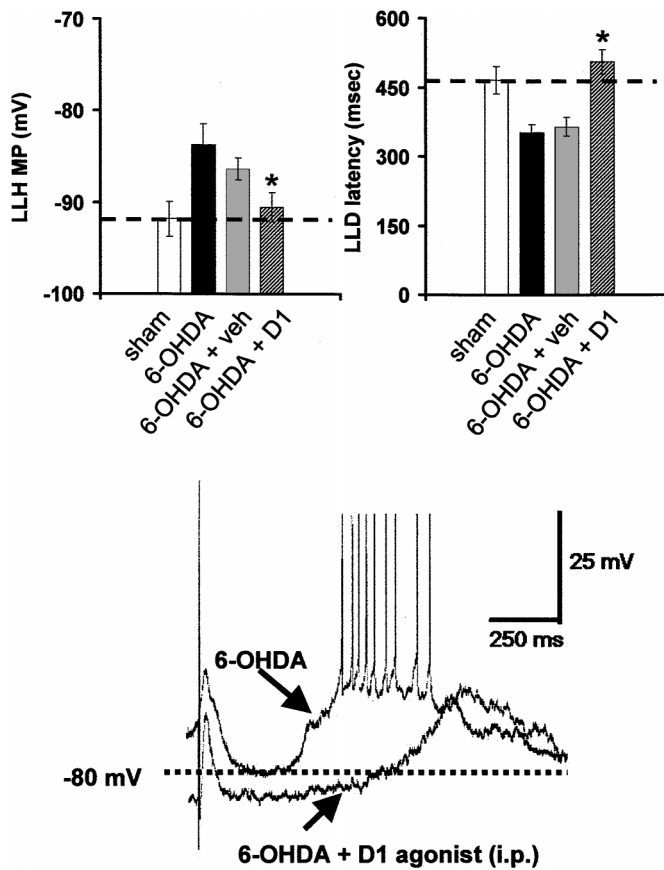 -70
-80
-90
-100
LLH MP (mV)
*
sham
6-OHDA
6-OHDA + veh
6-OHDA + D1
600
450
300
150
0
LLD latency (msec)
*
sham
6-OHDA
6-OHDA + veh
6-OHDA + D1
25 mV
250 ms
6-OHDA
-80 mV
6-OHDA + D1 agonist (i.p.)